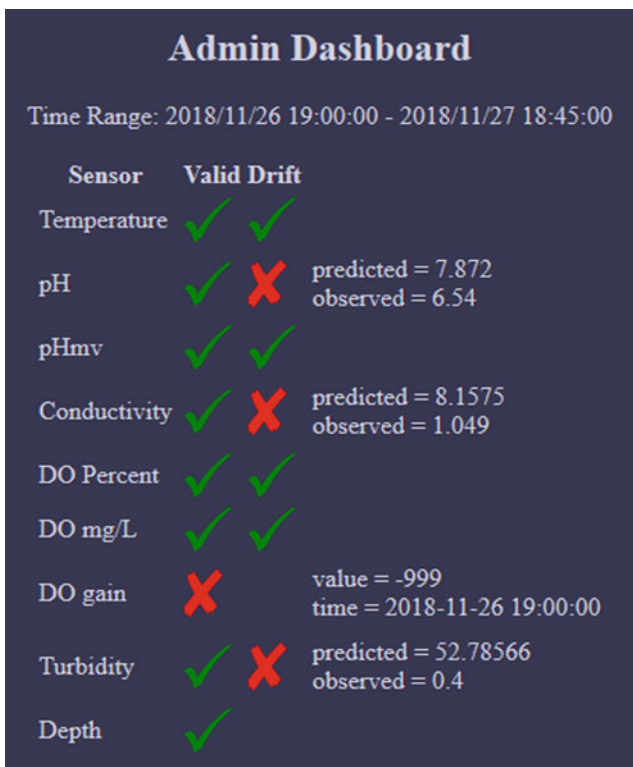 Admin Dashboard
Time Range: 2018/11/26 19:00:00 - 2018/11/27 18:45:00
Sensor Valid Drift
Temperature
pH
predicted = 7.872
observed = 6.54
pHmv
Conductivity
predicted = 8.1575
observed = 1.049
DO Percent
DO mg/L
DO gain
value = -999
time = 2018-11-26 19:00:00
Turbidity
predicted = 52.78566
observed = 0.4
Depth